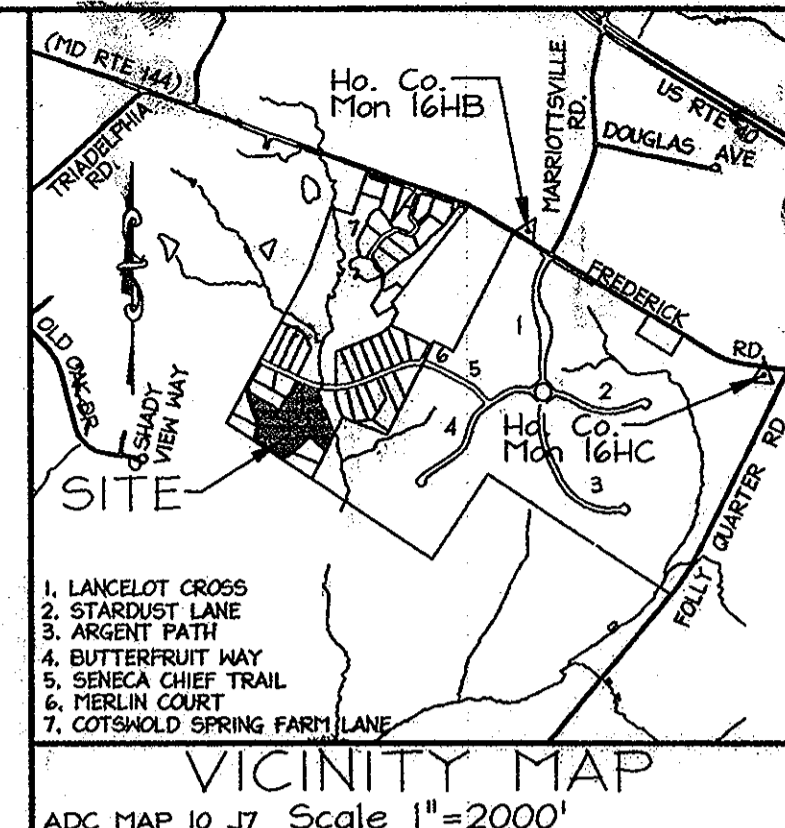 (MD RTE 144)
TRIADELPHIA
RD.
Ho. Co.
Mon 16HB
MARRIOTTSVILLE
RD.
US RTE 40
DOUGLAS AVE
7
FREDERICK
RD.
1
6
5
2
4
Ho. Co.
Mon 16HC
3
OLD OAK DR
SHADY
VIEW WAY
SITE
FOLLY QUARTER RD
1. LANCELOT CROSS
2. STARDUST LANE
3. ARGENT PATH
4. BUTTERFRUIT WAY
5. SENECA CHIEF TRAIL
6. MERLIN COURT
7. COTSWOLD SPRING FARM LANE
VICINITY MAP
ADC MAP 10 J7 Scale 1"=2000'